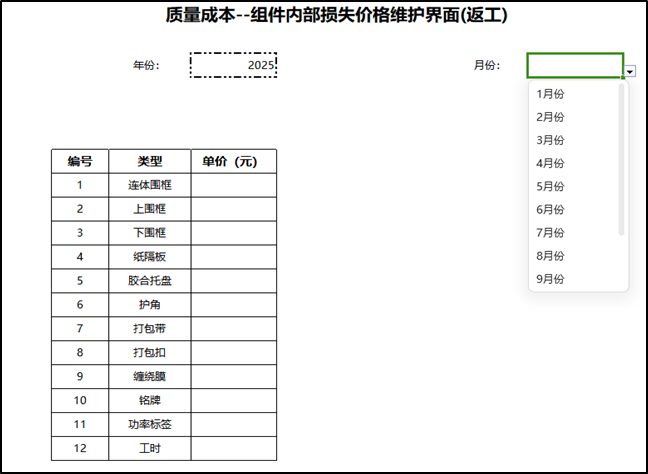 质量成本--组件内部损失价格维护界面(返工)
年份： 2025 月份：
1月份
2月份
3月份
4月份
5月份
6月份
7月份
8月份
9月份
编号 类型 单价（元）
1 连体围框
2 上围框
3 下围框
4 纸隔板
5 胶合托盘
6 护角
7 打包带
8 打包扣
9 缠绕膜
10 铭牌
11 功率标签
12 工时